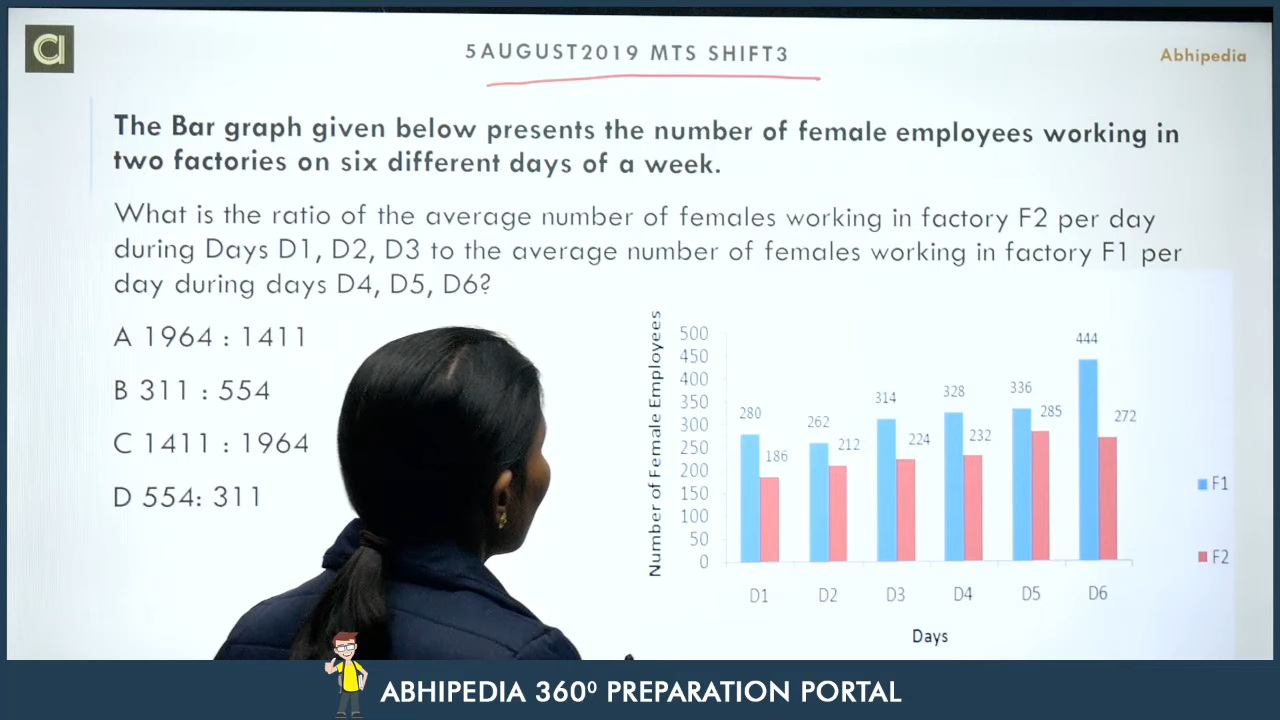 5AUGUST2019 MTS SHIFT3
Abhipedia
The Bar graph given below presents the number of female employees working in
two factories on six different days of a week.
What is the ratio of the average number of females working in factory F2 per day
during Days D1, D2, D3 to the average number of females working in factory F1 per
day during days D4, D5, D6?
A 1964 : 1411
B 311 : 554
C 1411 : 1964
D 554: 311
Number of Female Employees
500
450
400
350
300
250
200
150
100
50
0
280
186
262
212
314
224
328
232
336
285
444
272
D1 D2 D3 D4 D5 D6
Days
F1
F2
ABHIPEDIA 360⁰ PREPARATION PORTAL